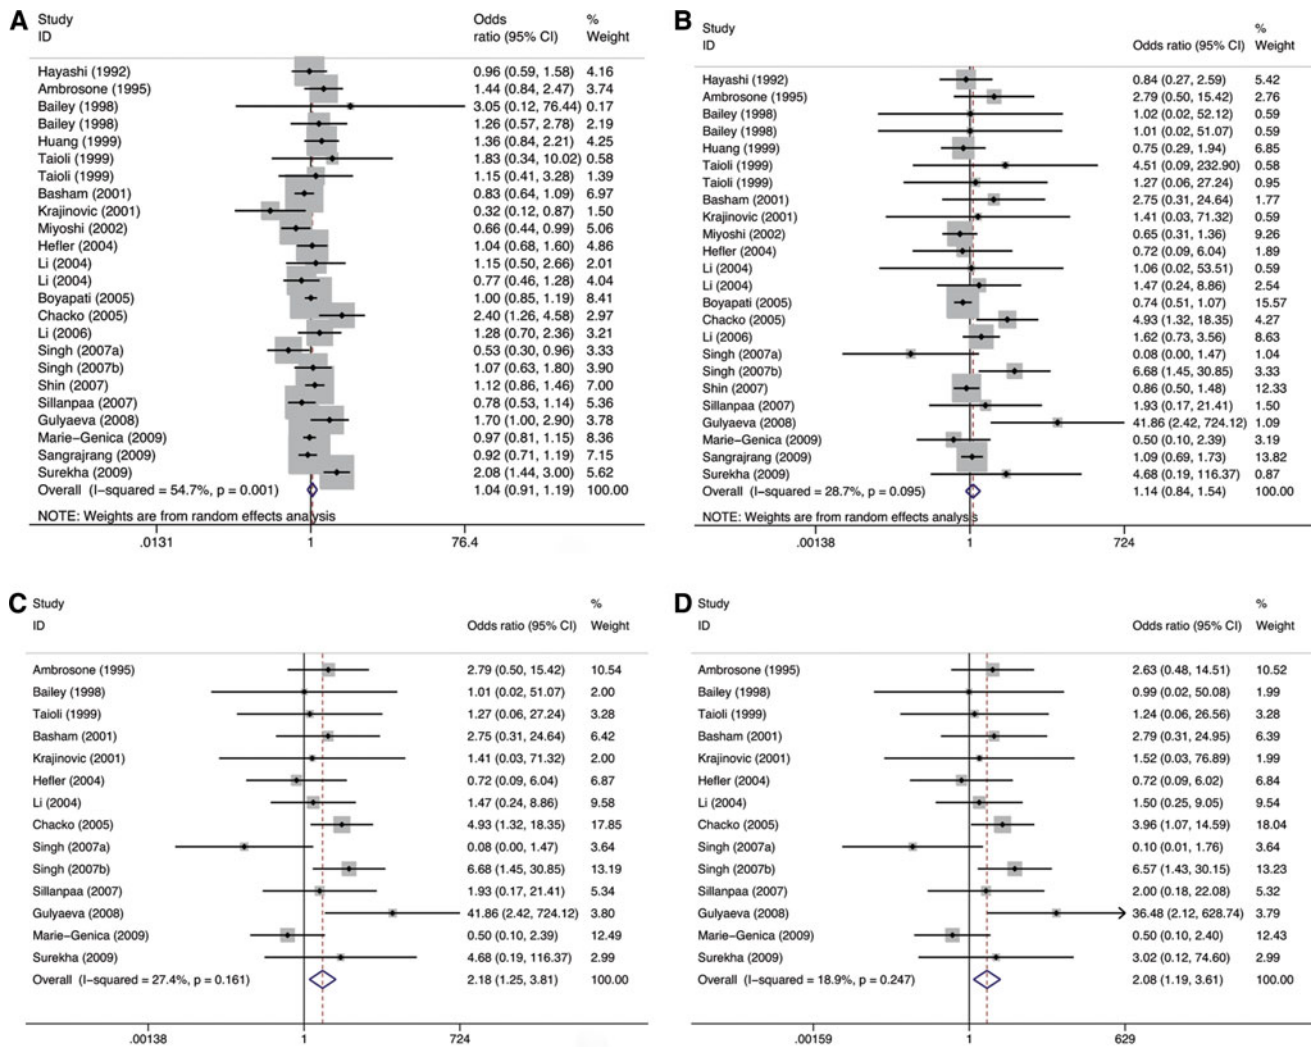 A
Study Odds %
ID ratio (95% CI) Weight
Hayashi (1992) 0.96 (0.59, 1.58) 4.16
Ambrosone (1995) 1.44 (0.84, 2.47) 3.74
Bailey (1998) 3.05 (0.12, 76.44) 0.17
Bailey (1998) 1.26 (0.57, 2.78) 2.19
Huang (1999) 1.36 (0.84, 2.21) 4.25
Taioli (1999) 1.83 (0.34, 10.02) 0.58
Taioli (1999) 1.15 (0.41, 3.28) 1.39
Basham (2001) 0.83 (0.64, 1.09) 6.97
Krajinovic (2001) 0.32 (0.12, 0.87) 1.50
Miyoshi (2002) 0.66 (0.44, 0.99) 5.06
Hefler (2004) 1.04 (0.68, 1.60) 4.86
Li (2004) 1.15 (0.50, 2.66) 2.01
Li (2004) 0.77 (0.46, 1.28) 4.04
Boyapati (2005) 1.00 (0.85, 1.19) 8.41
Chacko (2005) 2.40 (1.26, 4.58) 2.97
Li (2006) 1.28 (0.70, 2.36) 3.21
Singh (2007a) 0.53 (0.30, 0.96) 3.33
Singh (2007b) 1.07 (0.63, 1.80) 3.90
Shin (2007) 1.12 (0.86, 1.46) 7.00
Sillanpaa (2007) 0.78 (0.53, 1.14) 5.36
Gulyaeva (2008) 1.70 (1.00, 2.90) 3.78
Marie-Genica (2009) 0.97 (0.81, 1.15) 8.36
Sangrajrang (2009) 0.92 (0.71, 1.19) 7.15
Surekha (2009) 2.08 (1.44, 3.00) 5.62
Overall (I-squared = 54.7%, p = 0.001) 1.04 (0.91, 1.19) 100.00
NOTE: Weights are from random effects analysis
.0131 1 76.4
B
Study %
ID Odds ratio (95% CI) Weight
Hayashi (1992) 0.84 (0.27, 2.59) 5.42
Ambrosone (1995) 2.79 (0.50, 15.42) 2.76
Bailey (1998) 1.02 (0.02, 52.12) 0.59
Bailey (1998) 1.01 (0.02, 51.07) 0.59
Huang (1999) 0.75 (0.29, 1.94) 6.85
Taioli (1999) 4.51 (0.09, 232.90) 0.58
Taioli (1999) 1.27 (0.06, 27.24) 0.95
Basham (2001) 2.75 (0.31, 24.64) 1.77
Krajinovic (2001) 1.41 (0.03, 71.32) 0.59
Miyoshi (2002) 0.65 (0.31, 1.36) 9.26
Hefler (2004) 0.72 (0.09, 6.04) 1.89
Li (2004) 1.06 (0.02, 53.51) 0.59
Li (2004) 1.47 (0.24, 8.86) 2.54
Boyapati (2005) 0.74 (0.51, 1.07) 15.57
Chacko (2005) 4.93 (1.32, 18.35) 4.27
Li (2006) 1.62 (0.73, 3.56) 8.63
Singh (2007a) 0.08 (0.00, 1.47) 1.04
Singh (2007b) 6.68 (1.45, 30.85) 3.33
Shin (2007) 0.86 (0.50, 1.48) 12.33
Sillanpaa (2007) 1.93 (0.17, 21.41) 1.50
Gulyaeva (2008) 41.86 (2.42, 724.12) 1.09
Marie-Genica (2009) 0.50 (0.10, 2.39) 3.19
Sangrajrang (2009) 1.09 (0.69, 1.73) 13.82
Surekha (2009) 4.68 (0.19, 116.37) 0.87
Overall (I-squared = 28.7%, p = 0.095) 1.14 (0.84, 1.54) 100.00
NOTE: Weights are from random effects analysis
.00138 1 724
C
Study %
ID Odds ratio (95% CI) Weight
Ambrosone (1995) 2.79 (0.50, 15.42) 10.54
Bailey (1998) 1.01 (0.02, 51.07) 2.00
Taioli (1999) 1.27 (0.06, 27.24) 3.28
Basham (2001) 2.75 (0.31, 24.64) 6.42
Krajinovic (2001) 1.41 (0.03, 71.32) 2.00
Hefler (2004) 0.72 (0.09, 6.04) 6.87
Li (2004) 1.47 (0.24, 8.86) 9.58
Chacko (2005) 4.93 (1.32, 18.35) 17.85
Singh (2007a) 0.08 (0.00, 1.47) 3.64
Singh (2007b) 6.68 (1.45, 30.85) 13.19
Sillanpaa (2007) 1.93 (0.17, 21.41) 5.34
Gulyaeva (2008) 41.86 (2.42, 724.12) 3.80
Marie-Genica (2009) 0.50 (0.10, 2.39) 12.49
Surekha (2009) 4.68 (0.19, 116.37) 2.99
Overall (I-squared = 27.4%, p = 0.161) 2.18 (1.25, 3.81) 100.00
.00138 1 724
D
Study %
ID Odds ratio (95% CI) Weight
Ambrosone (1995) 2.63 (0.48, 14.51) 10.52
Bailey (1998) 0.99 (0.02, 50.08) 1.99
Taioli (1999) 1.24 (0.06, 26.56) 3.28
Basham (2001) 2.79 (0.31, 24.95) 6.39
Krajinovic (2001) 1.52 (0.03, 76.89) 1.99
Hefler (2004) 0.72 (0.09, 6.02) 6.84
Li (2004) 1.50 (0.25, 9.05) 9.54
Chacko (2005) 3.96 (1.07, 14.59) 18.04
Singh (2007a) 0.10 (0.01, 1.76) 3.64
Singh (2007b) 6.57 (1.43, 30.15) 13.23
Sillanpaa (2007) 2.00 (0.18, 22.08) 5.32
Gulyaeva (2008) 36.48 (2.12, 628.74) 3.79
Marie-Genica (2009) 0.50 (0.10, 2.40) 12.43
Surekha (2009) 3.02 (0.12, 74.60) 2.99
Overall (I-squared = 18.9%, p = 0.247) 2.08 (1.19, 3.61) 100.00
.00159 1 629